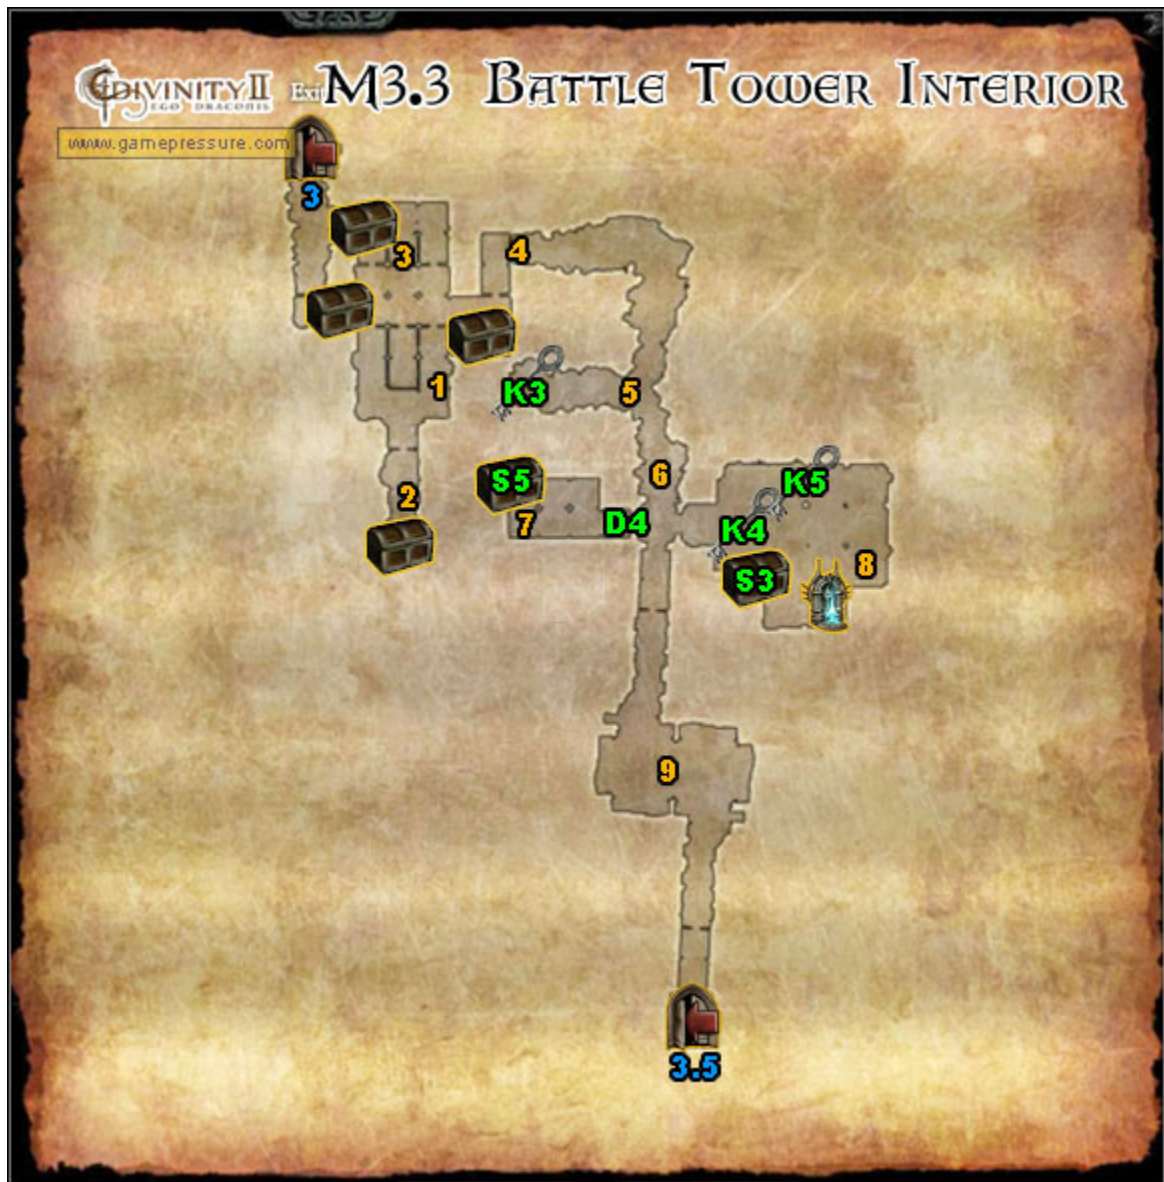 DIVINITY II
EGO DRACONIS
Exit
M3.3 BATTLE TOWER INTERIOR
www.gamepressure.com
3
3
4
1
K3
5
2
S5
6
K5
7
D4
K4
8
S3
9
3.5